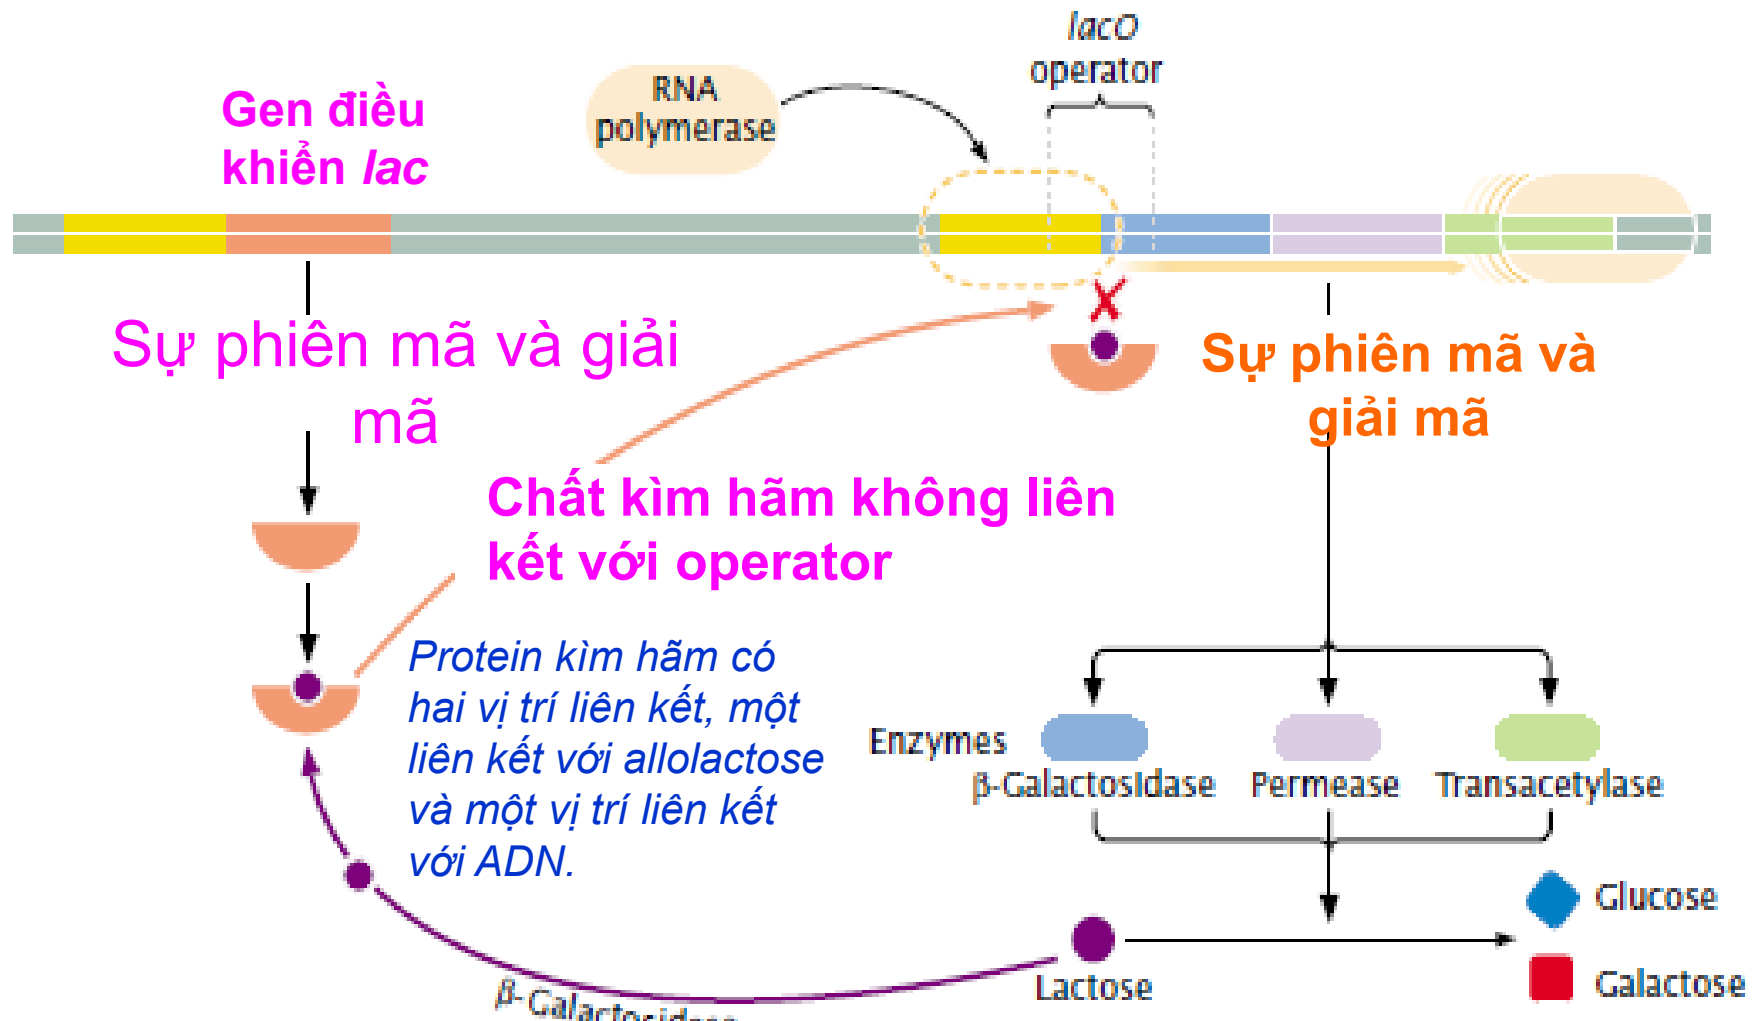 lacO
operator
RNA
polymerase
Gen điều
khiển lac
Sự phiên mã và giải
mã
Sự phiên mã và
giải mã
Chất kìm hãm không liên
kết với operator
Protein kìm hãm có
hai vị trí liên kết, một
liên kết với allolactose
và một vị trí liên kết
với ADN.
Enzymes
β-Galactosidase
Permease
Transacetylase
Glucose
Galactose
Lactose
β-Galactosidase